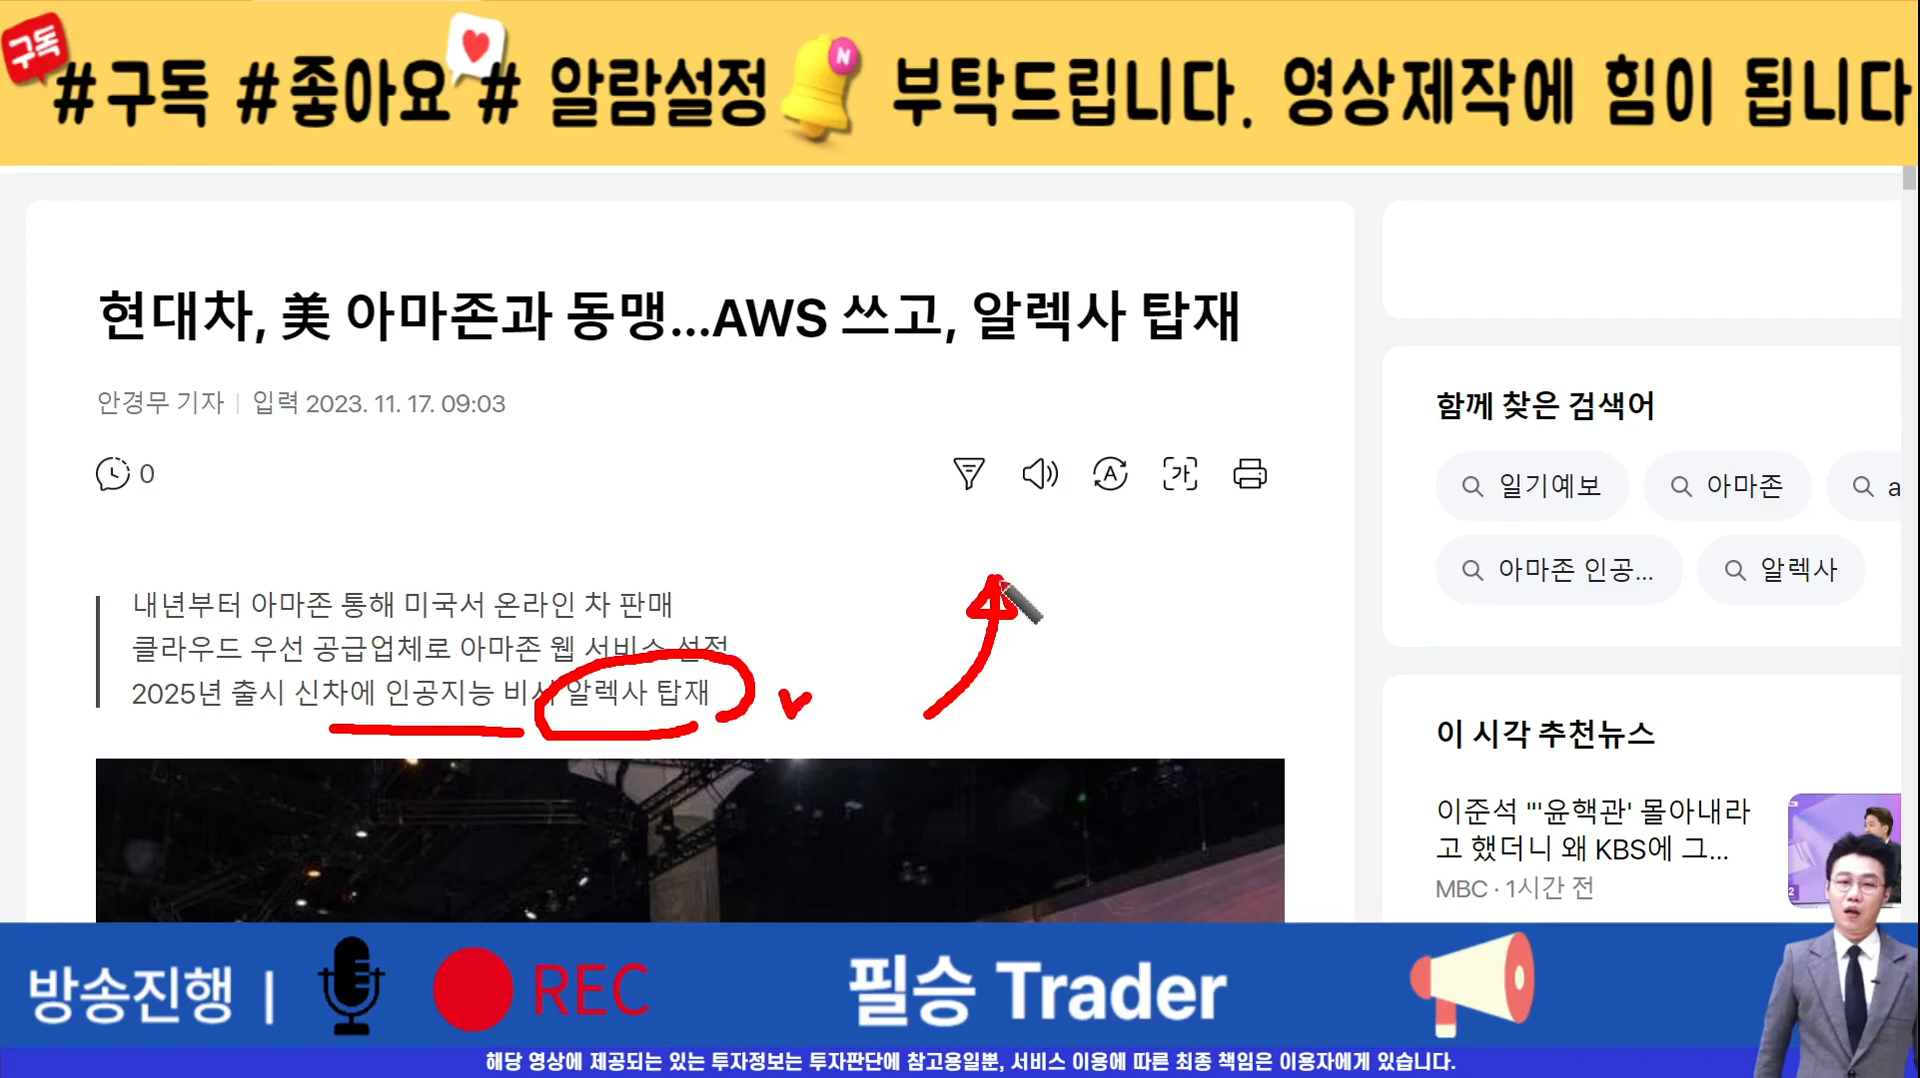 구독
#구독 #좋아요 # 알람설정 N 부탁드립니다. 영상제작에 힘이 됩니다
현대차, 美 아마존과 동맹...AWS 쓰고, 알렉사 탑재
안경무 기자 | 입력 2023. 11. 17. 09:03
0
A 가
내년부터 아마존 통해 미국서 온라인 차 판매
클라우드 우선 공급업체로 아마존 웹 서비스 선정
2025년 출시 신차에 인공지능 비서 알렉사 탑재
함께 찾은 검색어
일기예보 아마존 a
아마존 인공... 알렉사
이 시각 추천뉴스
이준석 "'윤핵관' 몰아내라
고 했더니 왜 KBS에 그...
MBC · 1시간 전
2
방송진행 | REC 필승 Trader
해당 영상에 제공되는 있는 투자정보는 투자판단에 참고용일뿐, 서비스 이용에 따른 최종 책임은 이용자에게 있습니다.